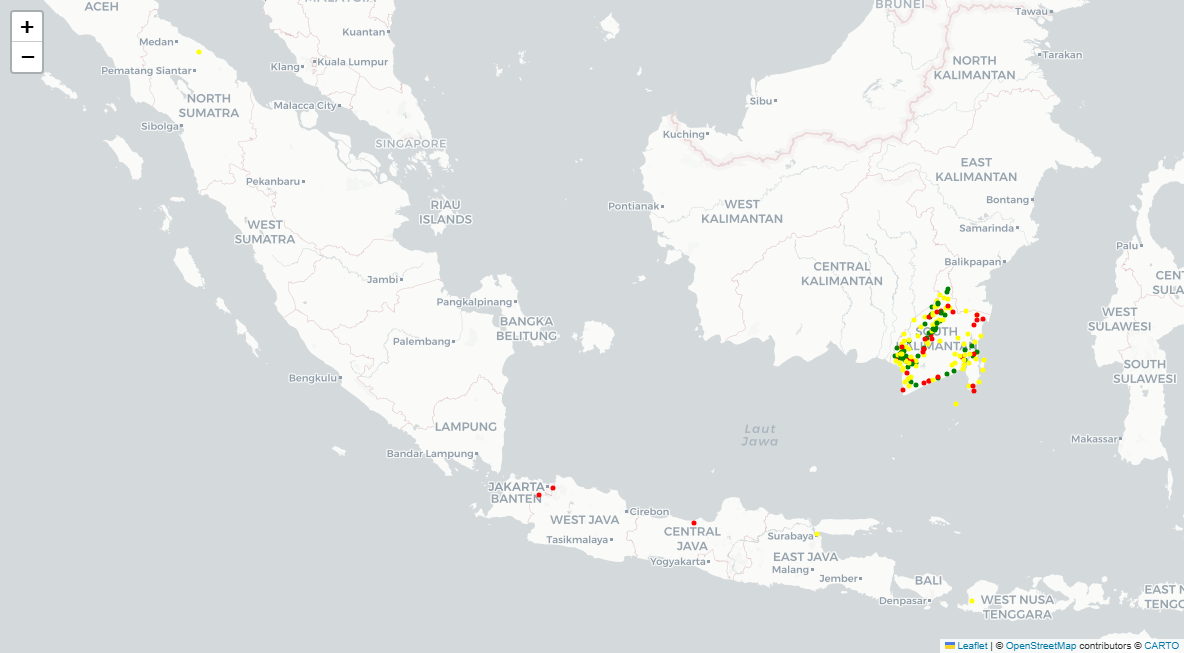 +
−
ACEH
MALAYSIA
BRUNEI
Tawau
Medan
Kuantan
Tarakan
Pematang Siantar
Klang
Kuala Lumpur
NORTH
KALIMANTAN
NORTH
SUMATRA
Malacca City
Sibu
Sibolga
Kuching
SINGAPORE
EAST
KALIMANTAN
Pekanbaru
Bontang
RIAU
ISLANDS
Pontianak
WEST
KALIMANTAN
WEST
SUMATRA
Samarinda
Palu
Balikpapan
CENTRAL
KALIMANTAN
CENT
SULA
Jambi
Pangkalpinang
BANGKA
BELITUNG
WEST
SULAWESI
SOUTH
KALIMANTAN
Palembang
SOUTH
SULAWESI
Bengkulu
LAMPUNG
Laut
Jawa
Makassar
Bandar Lampung
JAKARTA
BANTEN
WEST JAVA
Cirebon
CENTRAL
JAVA
Surabaya
Tasikmalaya
Yogyakarta
EAST JAVA
Malang
Jember
BALI
Denpasar
WEST NUSA
TENGGARA
EAST N
TENGG
Leaflet | © OpenStreetMap contributors © CARTO